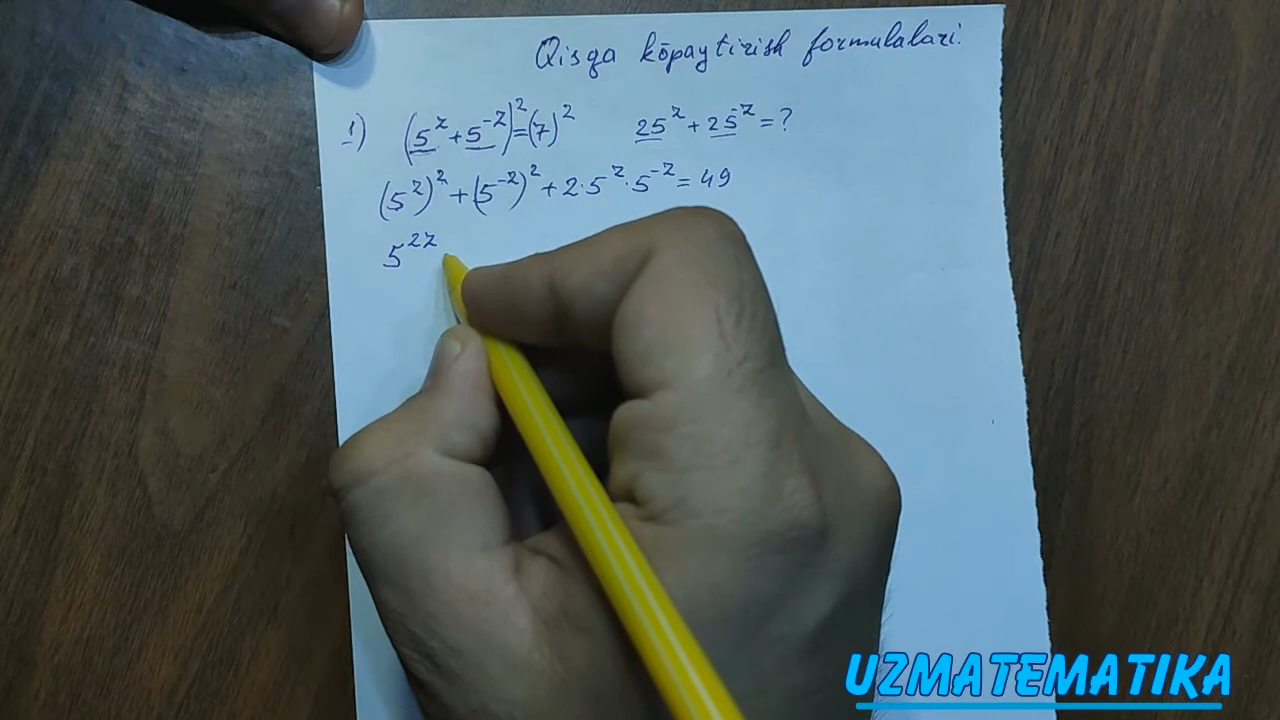 Qisqa kōpaytirish formulalari.
1) (5^z + 5^-z)^2 = (7)^2 25^z + 25^-z = ?
(5^z)^2 + (5^-z)^2 + 2·5^z·5^-z = 49
5^2z
UZMATEMATIKA